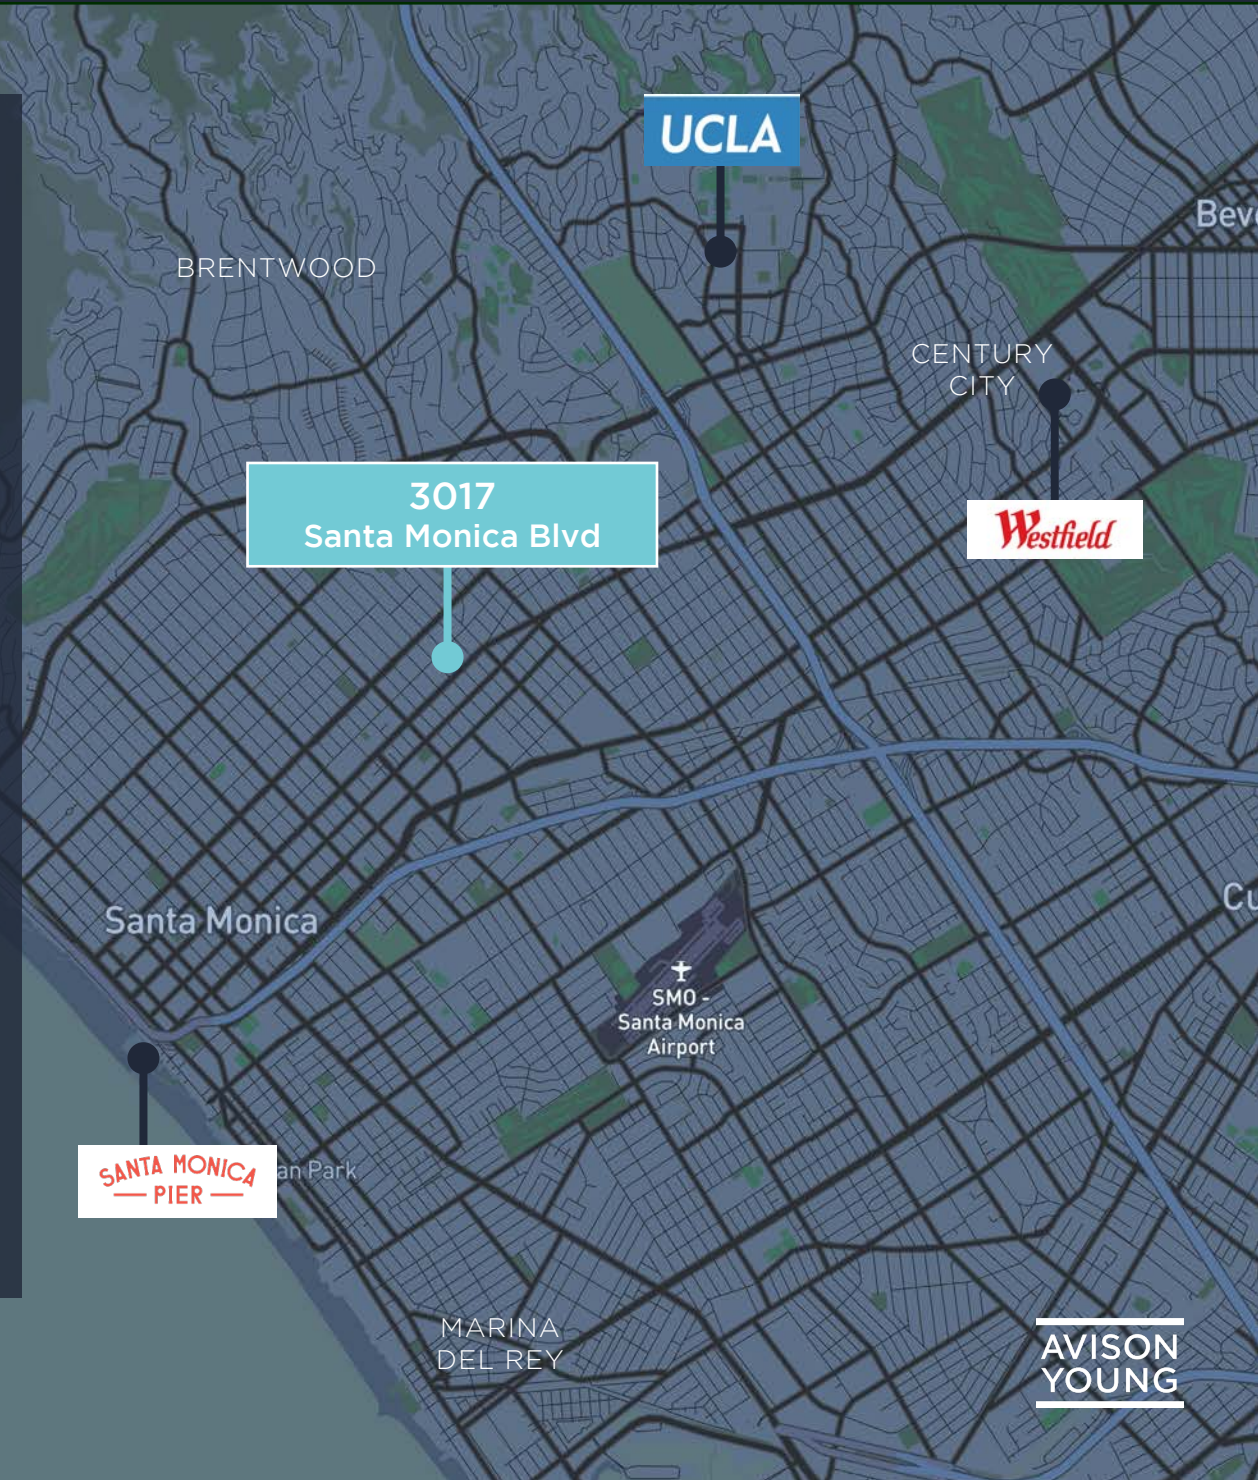 UCLA
Bev
BRENTWOOD
CENTURY
CITY
3017
Santa Monica Blvd
Westfield
Cu
Santa Monica
SMO -
Santa Monica
Airport
SANTA MONICA
PIER
an Park
MARINA
DEL REY
AVISON
YOUNG